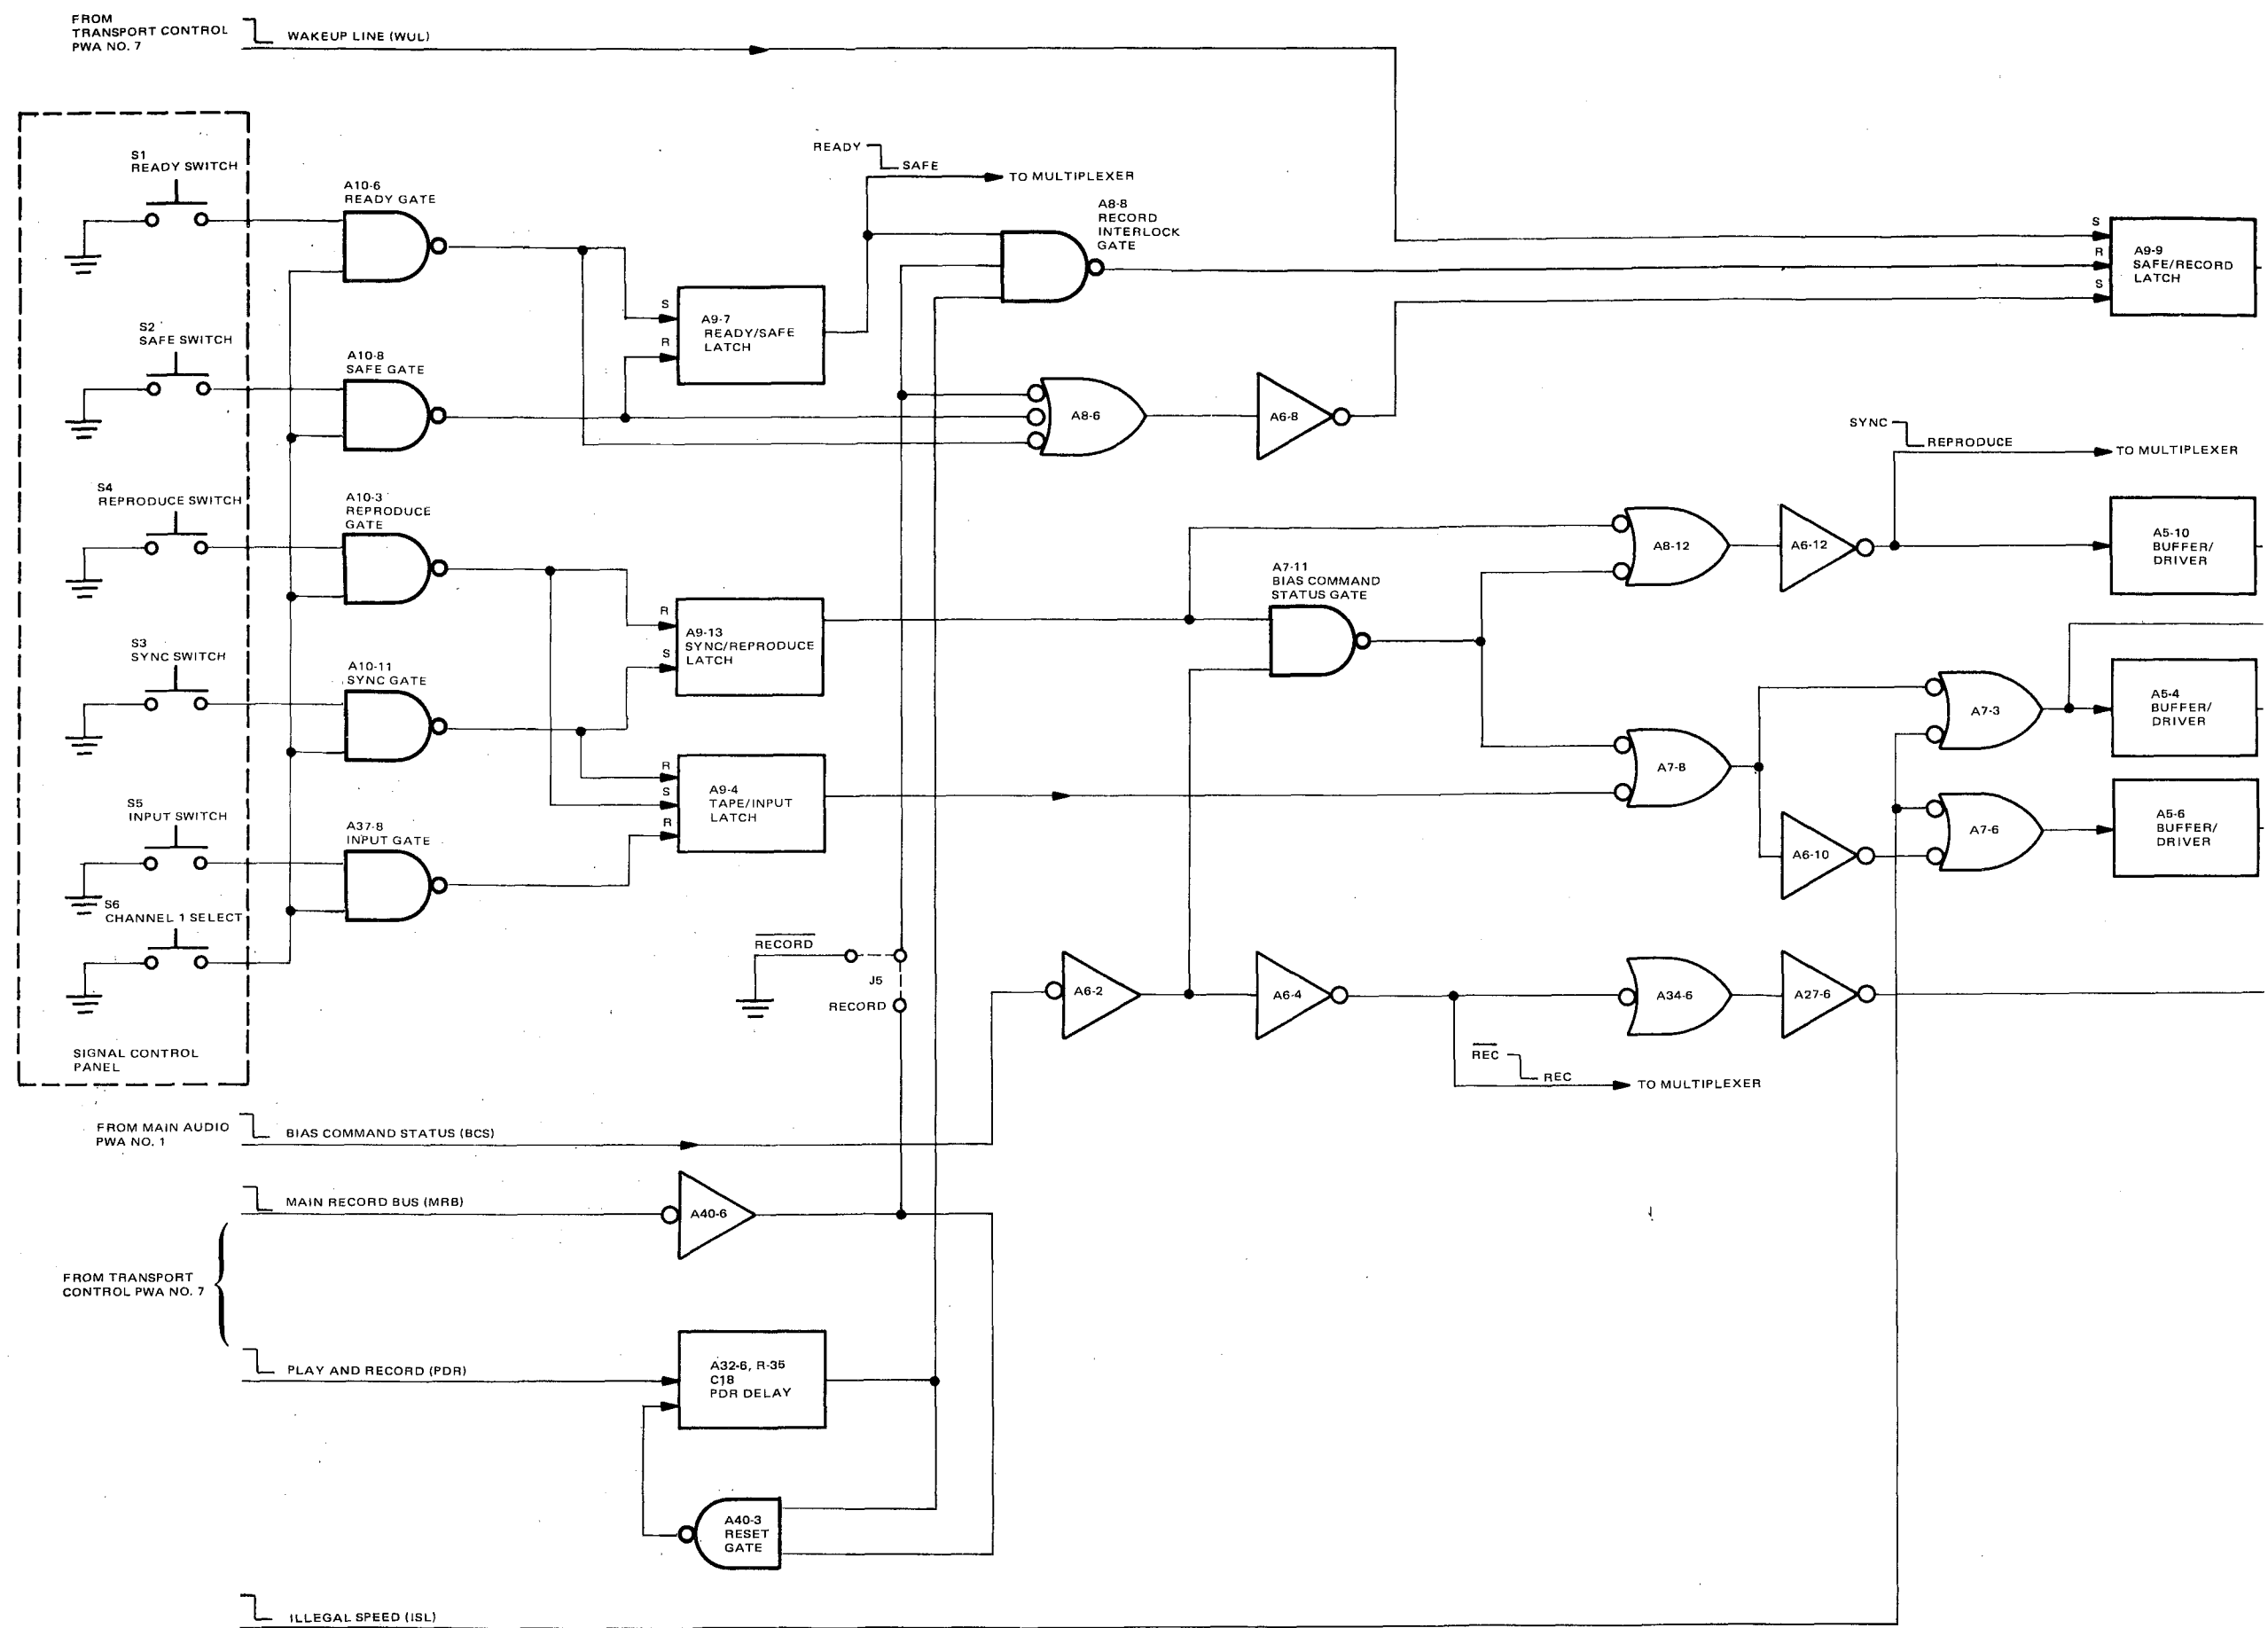 FROM
TRANSPORT CONTROL
PWA NO. 7
WAKEUP LINE (WUL)
S1
READY SWITCH
A10-6
READY GATE
READY
SAFE
TO MULTIPLEXER
A8-8
RECORD
INTERLOCK
GATE
S
R
S
A9-9
SAFE/RECORD
LATCH
S2
SAFE SWITCH
A10-8
SAFE GATE
S
R
A9-7
READY/SAFE
LATCH
A8-6
A6-8
SYNC
REPRODUCE
TO MULTIPLEXER
S4
REPRODUCE SWITCH
A10-3
REPRODUCE
GATE
A8-12
A6-12
A5-10
BUFFER/
DRIVER
A7-11
BIAS COMMAND
STATUS GATE
S3
SYNC SWITCH
A10-11
SYNC GATE
R
S
A9-13
SYNC/REPRODUCE
LATCH
A7-3
A5-4
BUFFER/
DRIVER
R
S
R
A9-4
TAPE/INPUT
LATCH
A7-8
S5
INPUT SWITCH
A37-8
INPUT GATE
A7-6
A5-6
BUFFER/
DRIVER
A6-10
S6
CHANNEL 1 SELECT
RECORD
J5
RECORD
A6-2
A6-4
A34-6
A27-6
SIGNAL CONTROL
PANEL
REC
REC
TO MULTIPLEXER
FROM MAIN AUDIO
PWA NO. 1
BIAS COMMAND STATUS (BCS)
MAIN RECORD BUS (MRB)
A40-6
FROM TRANSPORT
CONTROL PWA NO. 7
PLAY AND RECORD (PDR)
A32-6, R-35
C18
PDR DELAY
A40-3
RESET
GATE
ILLEGAL SPEED (ISL)